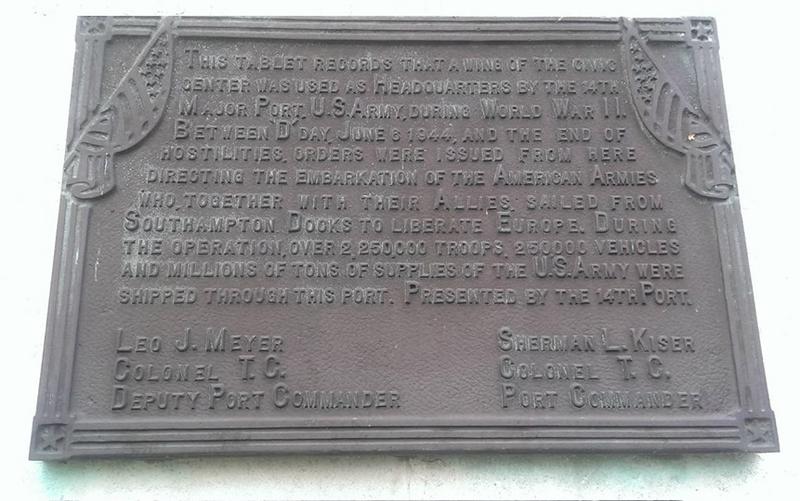 THIS TABLET RECORDS THAT A WING OF THE CIVIC
CENTER WAS USED AS HEADQUARTERS BY THE 14TH
MAJOR PORT, U.S. ARMY, DURING WORLD WAR II.
BETWEEN 'D' DAY, JUNE 6 1944, AND THE END OF
HOSTILITIES, ORDERS WERE ISSUED FROM HERE
DIRECTING THE EMBARKATION OF THE AMERICAN ARMIES
WHO, TOGETHER WITH THEIR ALLIES, SAILED FROM
SOUTHAMPTON DOCKS TO LIBERATE EUROPE. DURING
THE OPERATION, OVER 2,250,000 TROOPS, 250,000 VEHICLES
AND MILLIONS OF TONS OF SUPPLIES OF THE U.S. ARMY WERE
SHIPPED THROUGH THIS PORT. PRESENTED BY THE 14TH PORT.
LEO J. MEYER
COLONEL T. C.
DEPUTY PORT COMMANDER
SHERMAN L. KISER
COLONEL T. C.
PORT COMMANDER